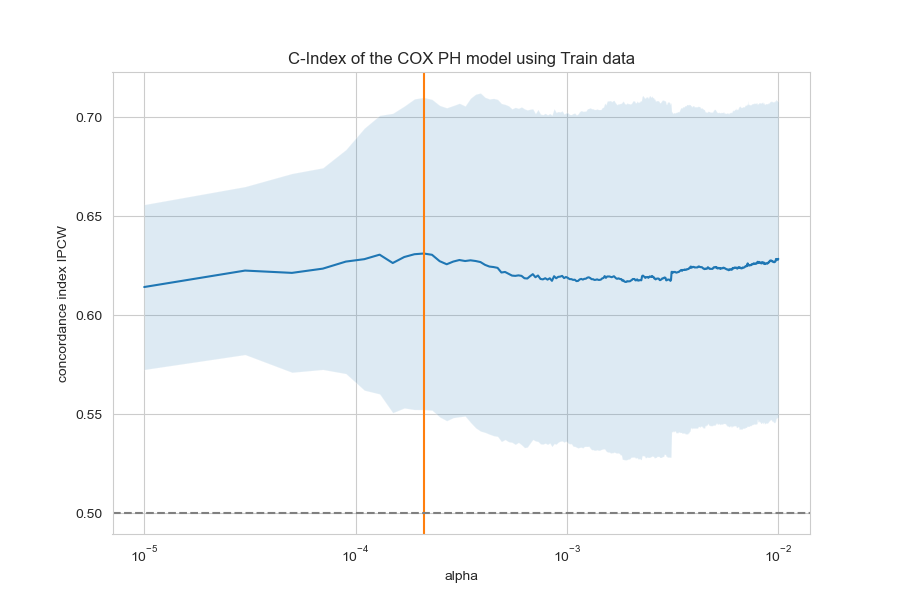 C-Index of the COX PH model using Train data
concordance index IPCW
0.70
0.65
0.60
0.55
0.50
10⁻⁵ 10⁻⁴ 10⁻³ 10⁻²
alpha